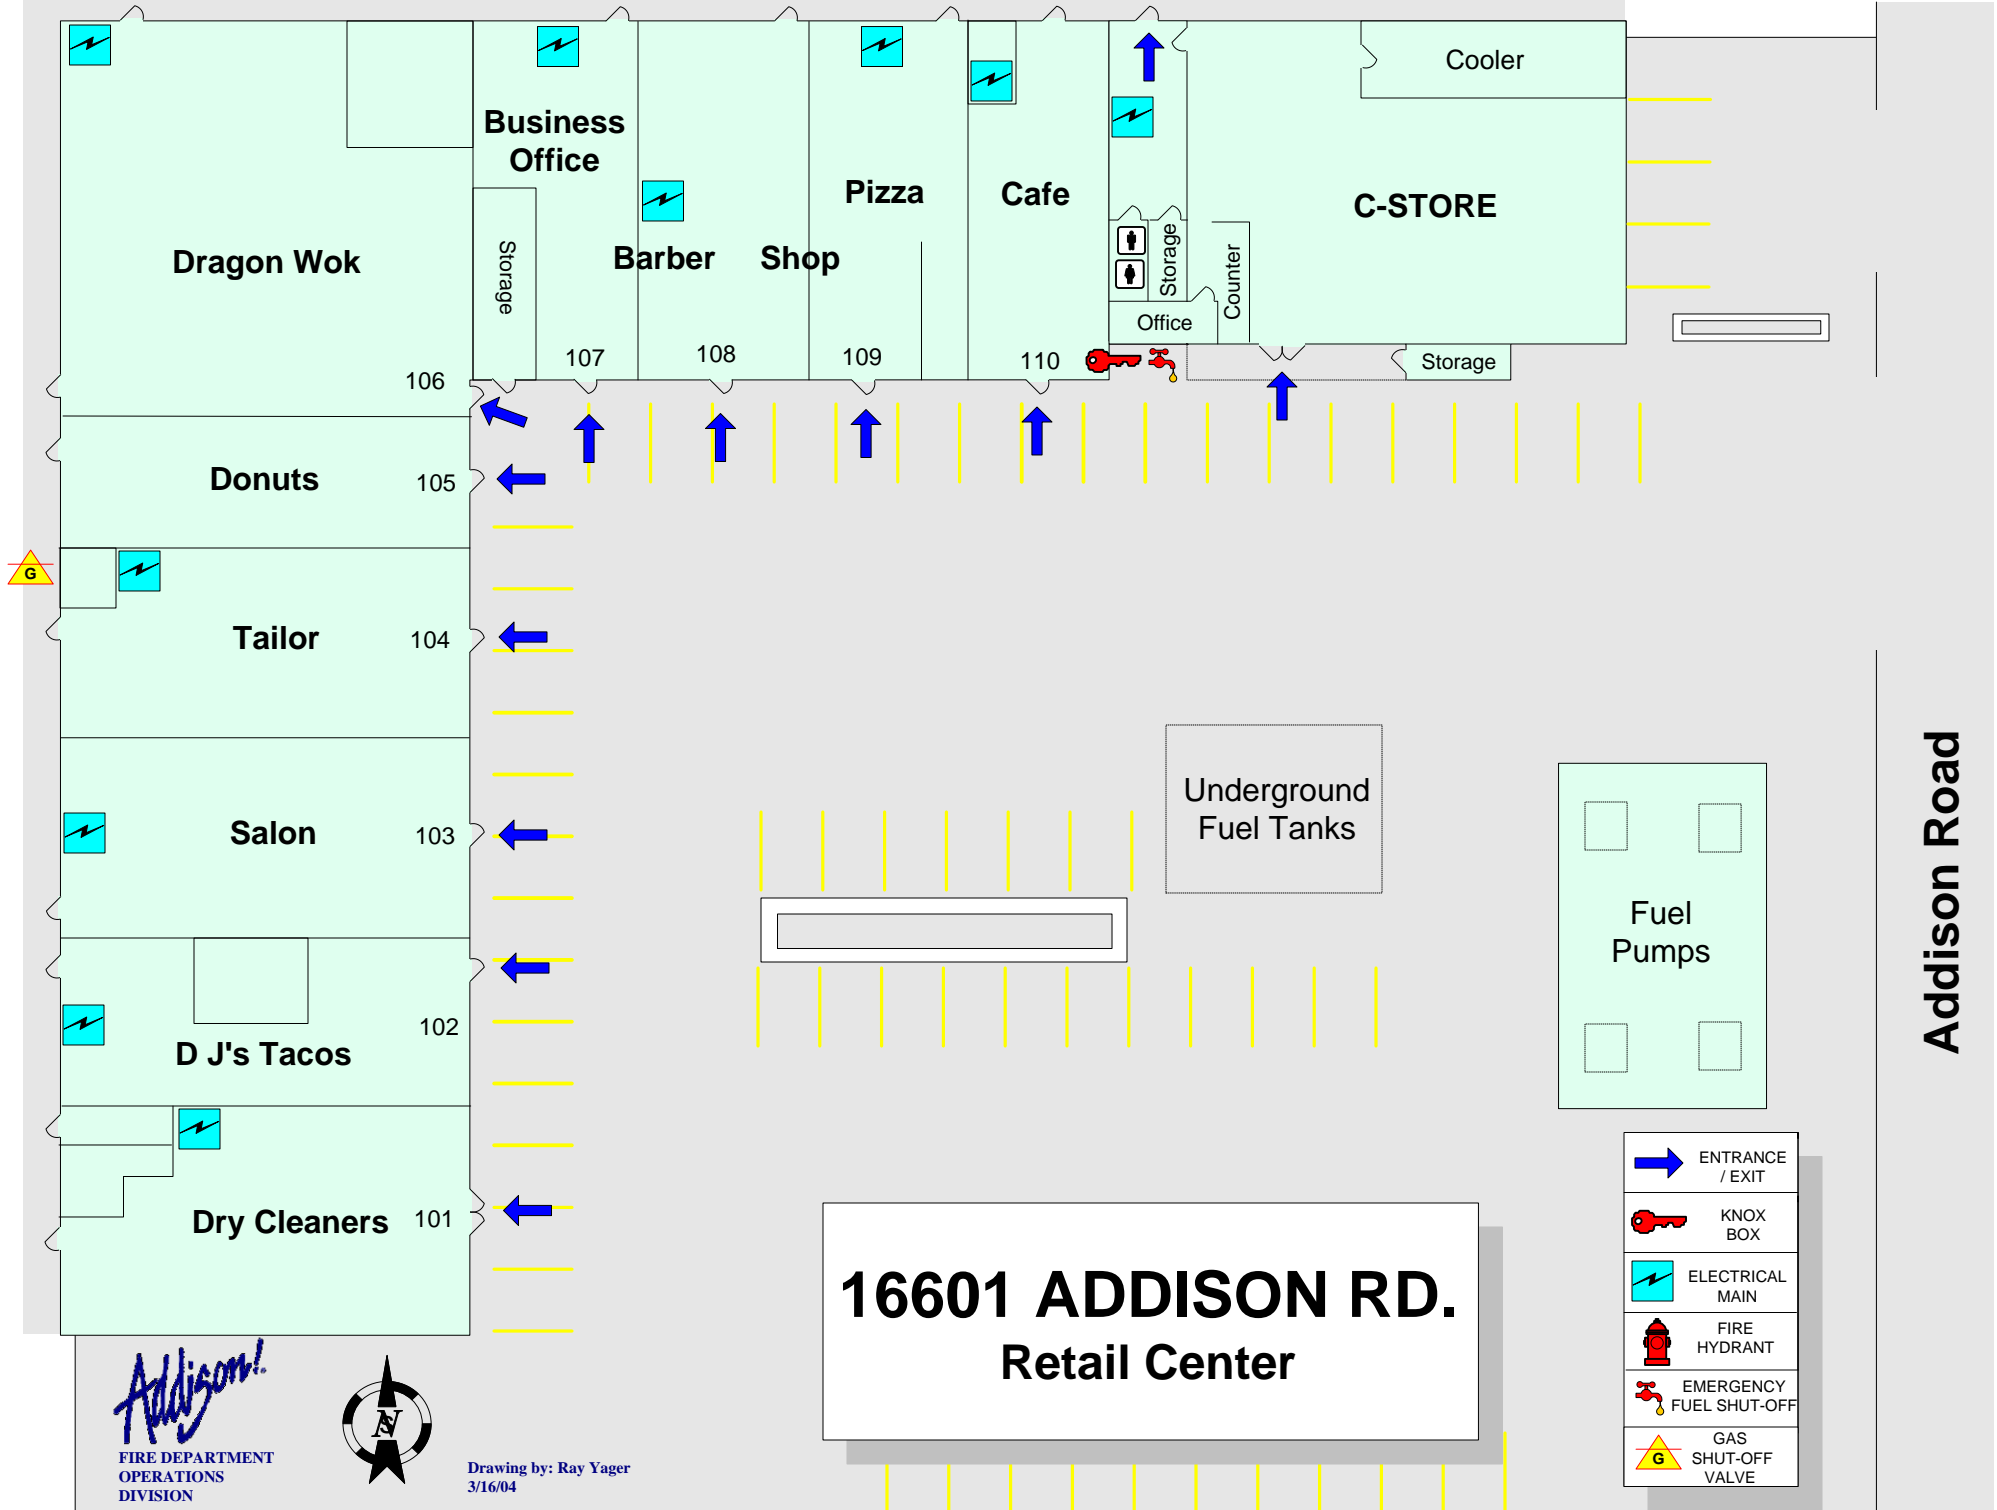 Cooler
Business
Office
Pizza
Cafe
C-STORE
Dragon Wok
Storage
Barber Shop
Storage
Counter
Office
106
107
108
109
110
Storage
Donuts
105
G
Tailor
104
Salon
103
Underground
Fuel Tanks
Fuel
Pumps
Addison Road
102
D J's Tacos
Dry Cleaners
101
16601 ADDISON RD.
Retail Center
ENTRANCE
/ EXIT
KNOX
BOX
ELECTRICAL
MAIN
FIRE
HYDRANT
EMERGENCY
FUEL SHUT-OFF
G
GAS
SHUT-OFF
VALVE
Addison!
FIRE DEPARTMENT
OPERATIONS
DIVISION
N
S
Drawing by: Ray Yager
3/16/04